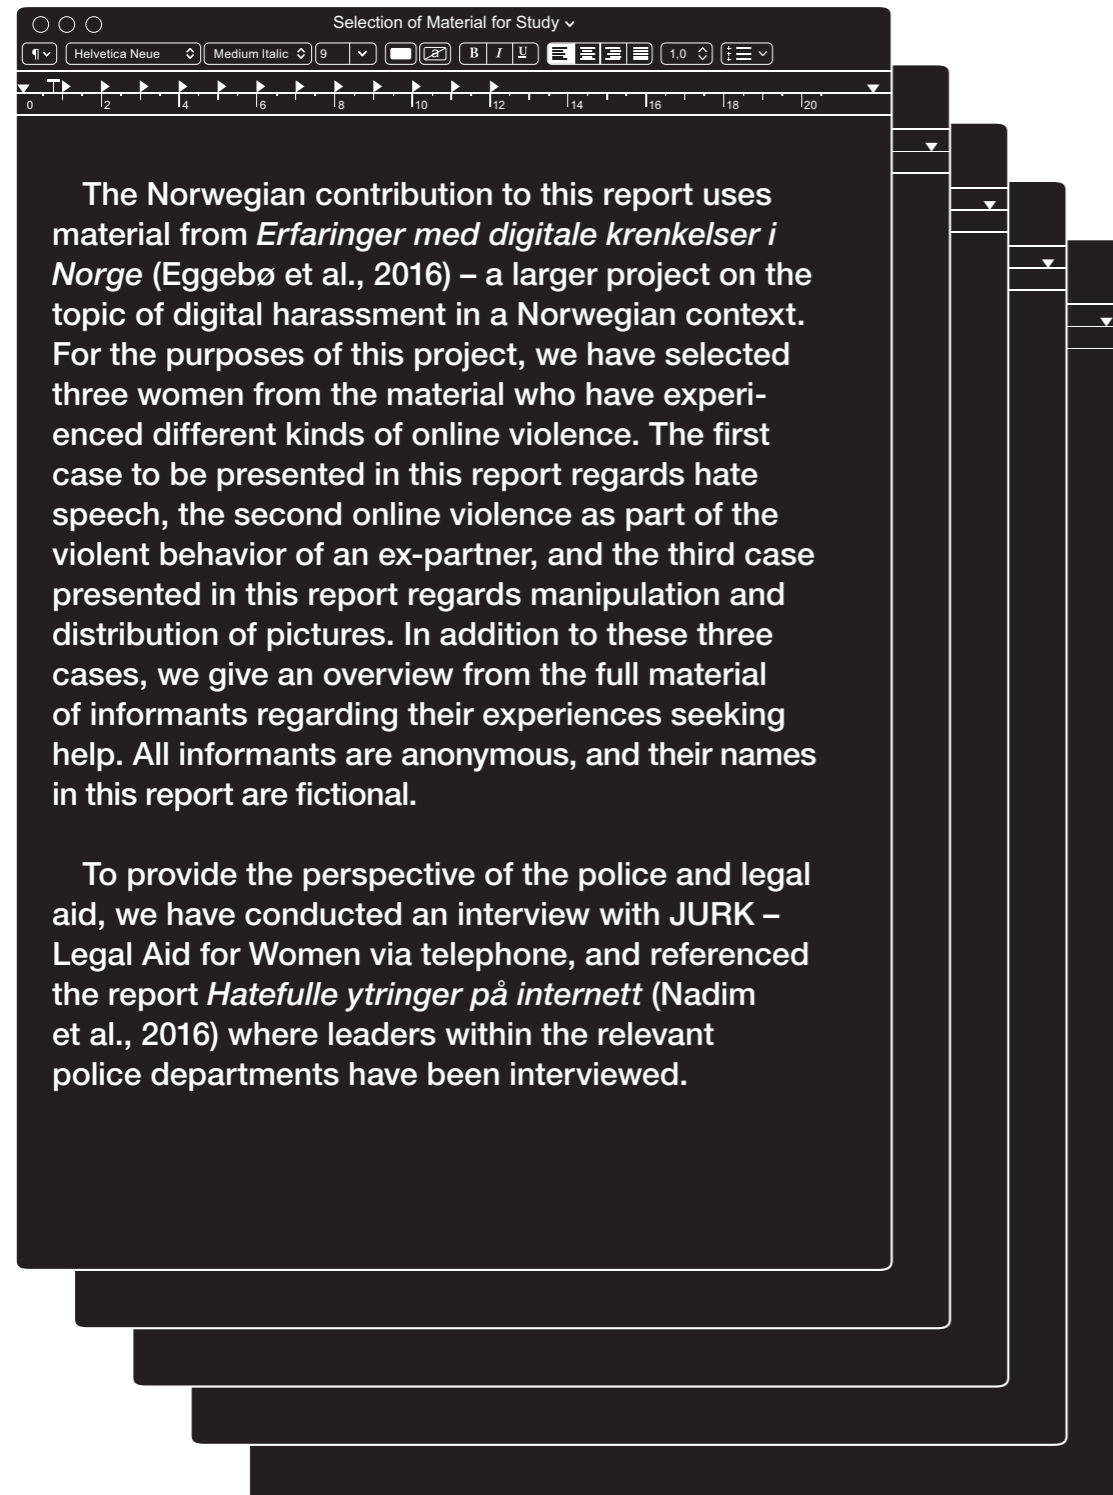 Selection of Material for Study
¶ Helvetica Neue Medium Italic 9 a B I U 1,0
0 2 4 6 8 10 12 14 16 18 20
The Norwegian contribution to this report uses
material from Erfaringer med digitale krenkelser i
Norge (Eggebø et al., 2016) – a larger project on the
topic of digital harassment in a Norwegian context.
For the purposes of this project, we have selected
three women from the material who have experi-
enced different kinds of online violence. The first
case to be presented in this report regards hate
speech, the second online violence as part of the
violent behavior of an ex-partner, and the third case
presented in this report regards manipulation and
distribution of pictures. In addition to these three
cases, we give an overview from the full material
of informants regarding their experiences seeking
help. All informants are anonymous, and their names
in this report are fictional.
To provide the perspective of the police and legal
aid, we have conducted an interview with JURK –
Legal Aid for Women via telephone, and referenced
the report Hatefulle ytringer på internett (Nadim
et al., 2016) where leaders within the relevant
police departments have been interviewed.